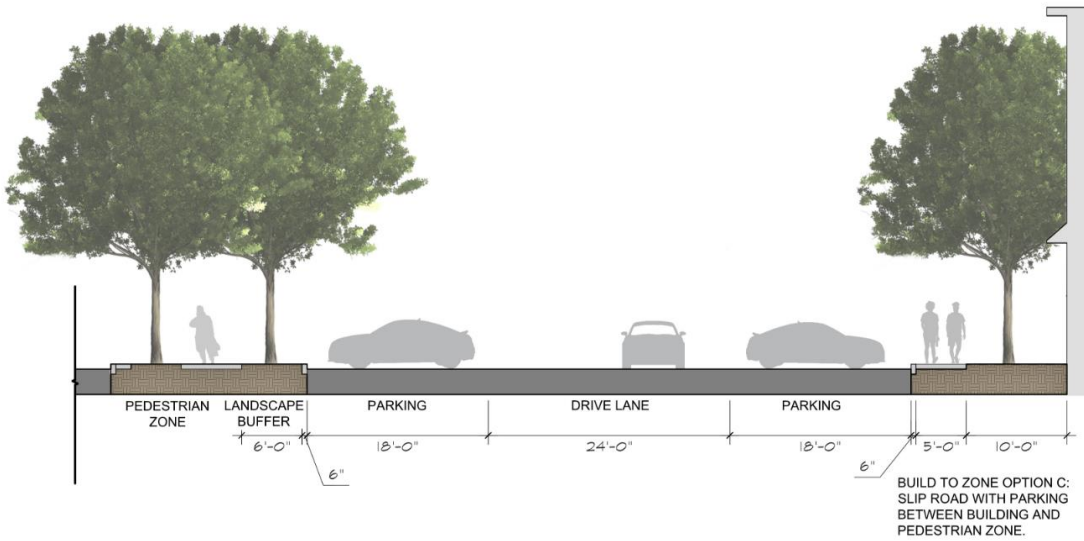 PEDESTRIAN
ZONE
LANDSCAPE
BUFFER
PARKING
DRIVE LANE
PARKING
6'-0"
18'-0"
24'-0"
18'-0"
5'-0"
10'-0"
6"
6"
BUILD TO ZONE OPTION C:
SLIP ROAD WITH PARKING
BETWEEN BUILDING AND
PEDESTRIAN ZONE.